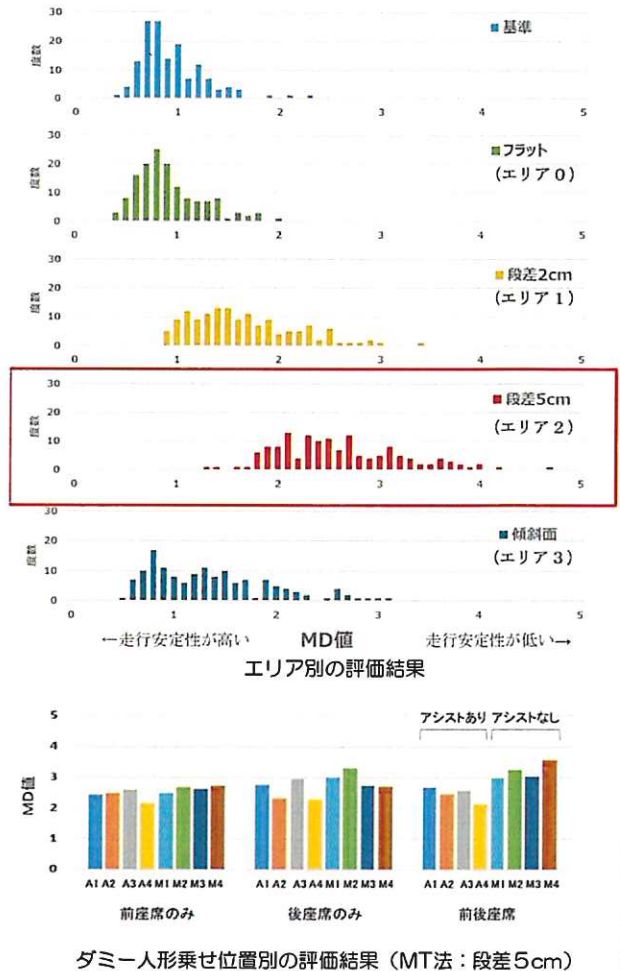 30
20
10
0
度数
基準
0 1 2 3 4 5
30
20
10
0
度数
フラット
(エリア0)
0 1 2 3 4 5
30
20
10
0
度数
段差2cm
(エリア1)
0 1 2 3 4 5
30
20
10
0
度数
段差5cm
(エリア2)
0 1 2 3 4 5
30
20
10
0
度数
傾斜面
(エリア3)
0 1 2 3 4 5
←走行安定性が高い MD値 走行安定性が低い→
エリア別の評価結果
5
4
3
2
1
0
MD値
アシストあり アシストなし
A1 A2 A3 A4 M1 M2 M3 M4 A1 A2 A3 A4 M1 M2 M3 M4 A1 A2 A3 A4 M1 M2 M3 M4
前座席のみ 後座席のみ 前後座席
ダミー人形乗せ位置別の評価結果(MT法:段差5cm)